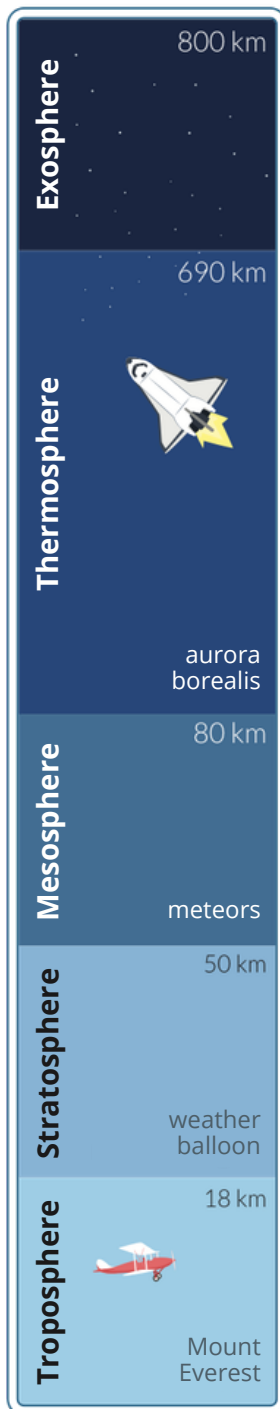 800 km
Exosphere
690 km
Thermosphere
aurora
borealis
80 km
Mesosphere
meteors
50 km
Stratosphere
weather
balloon
18 km
Troposphere
Mount
Everest